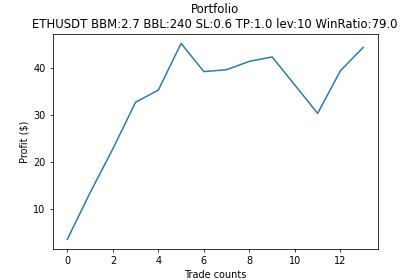 Portfolio
ETHUSDT BBM:2.7 BBL:240 SL:0.6 TP:1.0 lev:10 WinRatio:79.0
Profit ($)
40
30
20
10
0 2 4 6 8 10 12
Trade counts